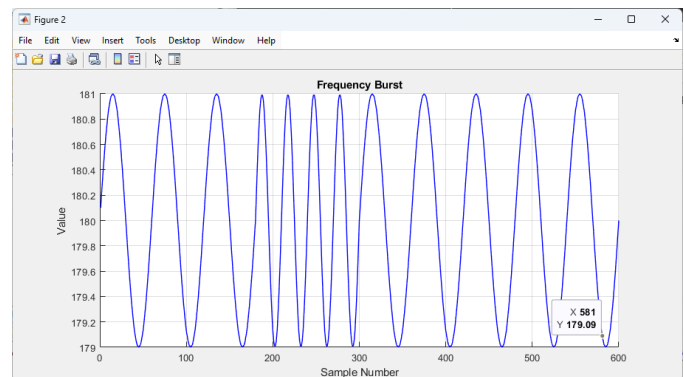 Figure 2
File Edit View Insert Tools Desktop Window Help
Frequency Burst
181
180.8
180.6
180.4
180.2
180
179.8
179.6
179.4
179.2
179
Value
X 581
Y 179.09
0 100 200 300 400 500 600
Sample Number